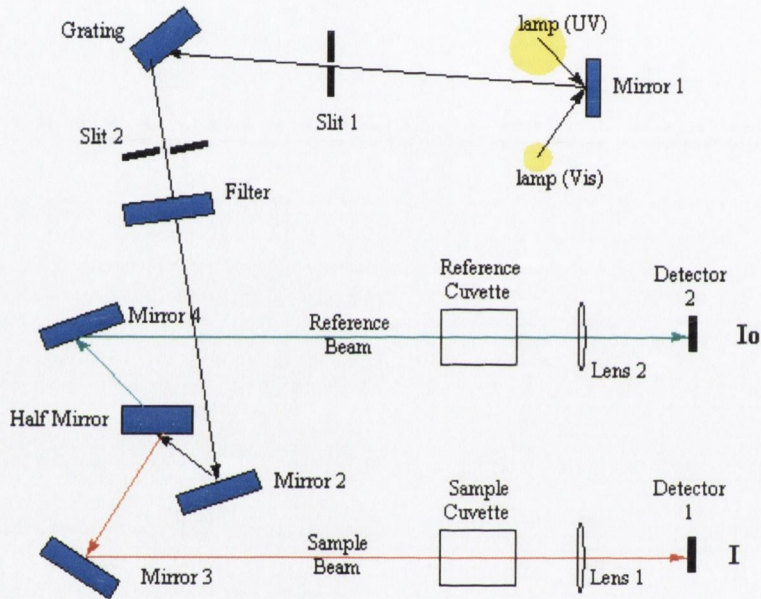 Grating
lamp (UV)
Mirror 1
Slit 1
Slit 2
lamp (Vis)
Filter
Reference
Cuvette
Detector
2
Mirror 4
Reference
Beam
Io
Lens 2
Half Mirror
Mirror 2
Sample
Cuvette
Detector
1
Sample
Beam
I
Mirror 3
Lens 1